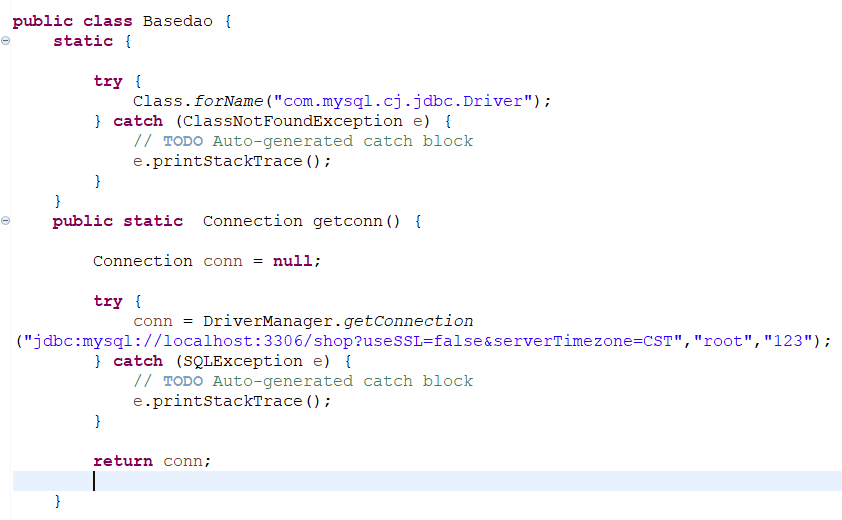 public class Basedao {
static {
try {
Class.forName("com.mysql.cj.jdbc.Driver");
} catch (ClassNotFoundException e) {
// TODO Auto-generated catch block
e.printStackTrace();
}
}
public static  Connection getconn() {
Connection conn = null;
try {
conn = DriverManager.getConnection
("jdbc:mysql://localhost:3306/shop?useSSL=false&serverTimezone=CST","root","123");
} catch (SQLException e) {
// TODO Auto-generated catch block
e.printStackTrace();
}
return conn;
}